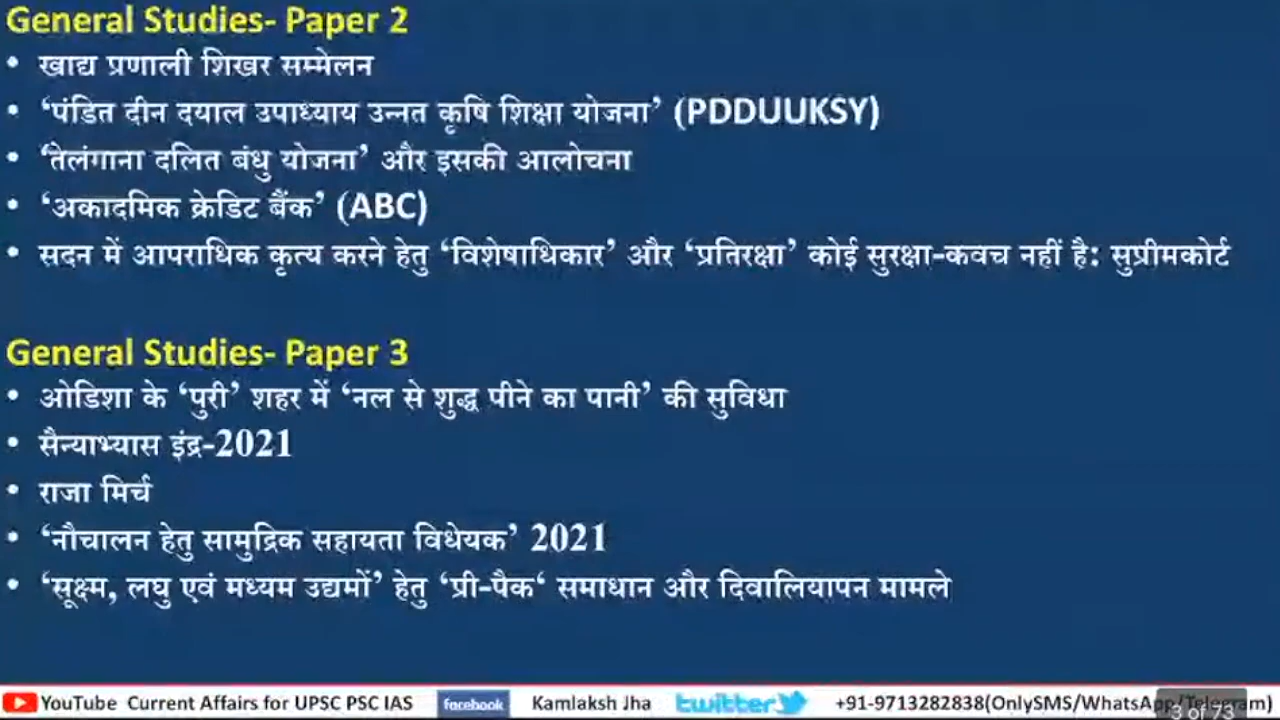 General Studies- Paper 2
• खाद्य प्रणाली शिखर सम्मेलन
• ‘पंडित दीन दयाल उपाध्याय उन्नत कृषि शिक्षा योजना’ (PDDUUKSY)
• ‘तेलंगाना दलित बंधु योजना’ और इसकी आलोचना
• ‘अकादमिक क्रेडिट बैंक’ (ABC)
• सदन में आपराधिक कृत्य करने हेतु ‘विशेषाधिकार’ और ‘प्रतिरक्षा’ कोई सुरक्षा-कवच नहीं है: सुप्रीमकोर्ट
General Studies- Paper 3
• ओडिशा के ‘पुरी’ शहर में ‘नल से शुद्ध पीने का पानी’ की सुविधा
• सैन्याभ्यास इंद्र-2021
• राजा मिर्च
• ‘नौचालन हेतु सामुद्रिक सहायता विधेयक’ 2021
• ‘सूक्ष्म, लघु एवं मध्यम उद्यमों’ हेतु ‘प्री-पैक‘ समाधान और दिवालियापन मामले
YouTube Current Affairs for UPSC PSC IAS facebook Kamlaksh Jha twitter +91-9713282838(OnlySMS/WhatsApp/Telegram)
3 of 73